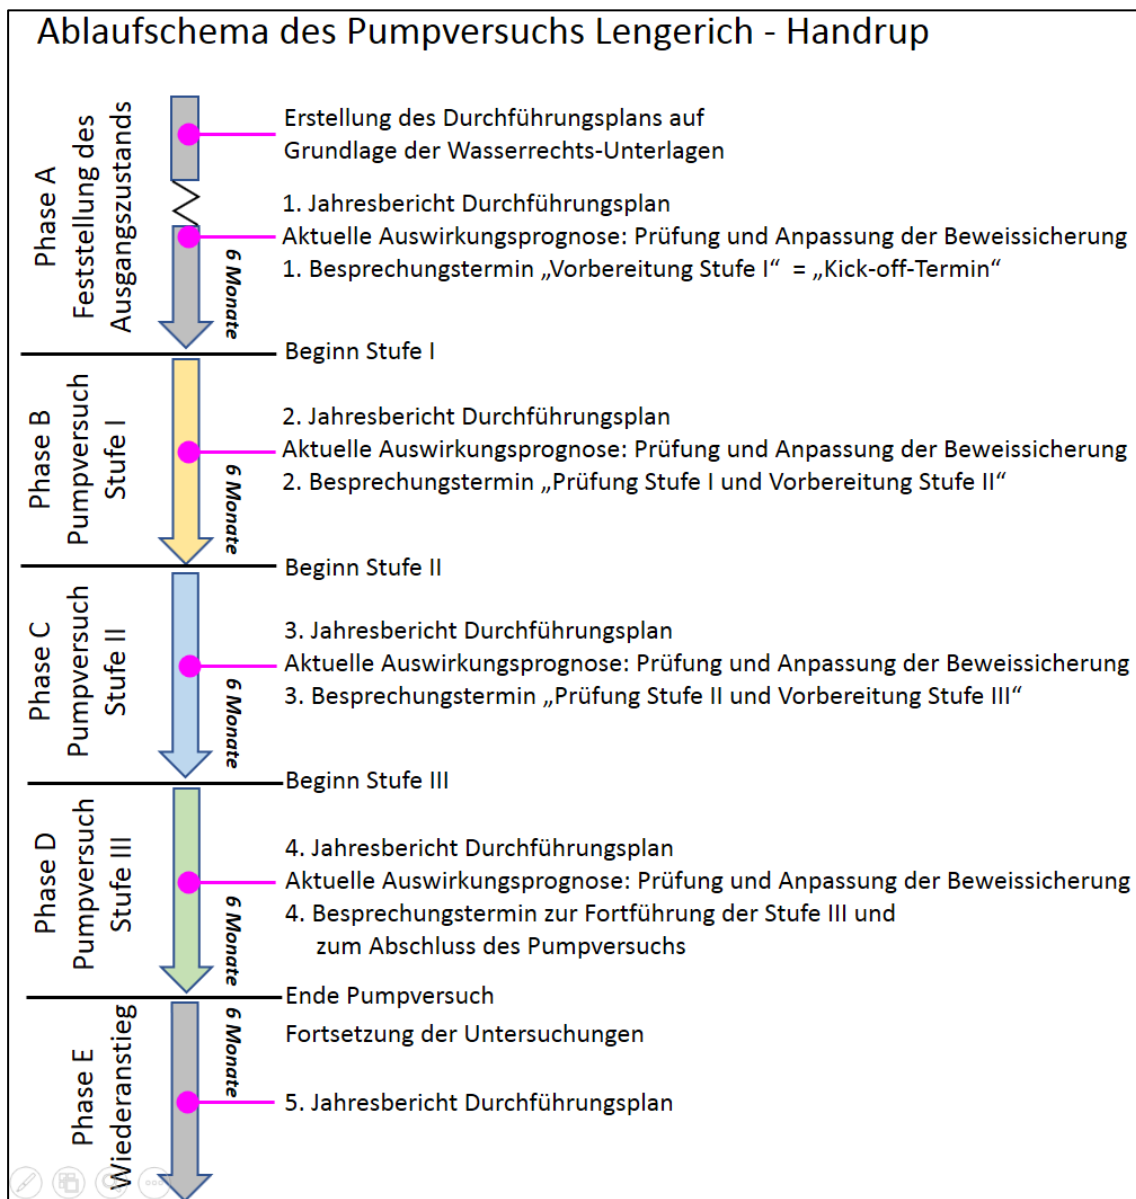 Ablaufschema des Pumpversuchs Lengerich - Handrup
Phase A
Feststellung des
Ausgangszustands
Erstellung des Durchführungsplans auf
Grundlage der Wasserrechts-Unterlagen
1. Jahresbericht Durchführungsplan
Aktuelle Auswirkungsprognose: Prüfung und Anpassung der Beweissicherung
1. Besprechungstermin „Vorbereitung Stufe I“ = „Kick-off-Termin“
6 Monate
Beginn Stufe I
Phase B
Pumpversuch
Stufe I
2. Jahresbericht Durchführungsplan
Aktuelle Auswirkungsprognose: Prüfung und Anpassung der Beweissicherung
2. Besprechungstermin „Prüfung Stufe I und Vorbereitung Stufe II“
6 Monate
Beginn Stufe II
Phase C
Pumpversuch
Stufe II
3. Jahresbericht Durchführungsplan
Aktuelle Auswirkungsprognose: Prüfung und Anpassung der Beweissicherung
3. Besprechungstermin „Prüfung Stufe II und Vorbereitung Stufe III“
6 Monate
Beginn Stufe III
Phase D
Pumpversuch
Stufe III
4. Jahresbericht Durchführungsplan
Aktuelle Auswirkungsprognose: Prüfung und Anpassung der Beweissicherung
4. Besprechungstermin zur Fortführung der Stufe III und
zum Abschluss des Pumpversuchs
6 Monate
Ende Pumpversuch
Phase E
Wiederanstieg
6 Monate
Fortsetzung der Untersuchungen
5. Jahresbericht Durchführungsplan